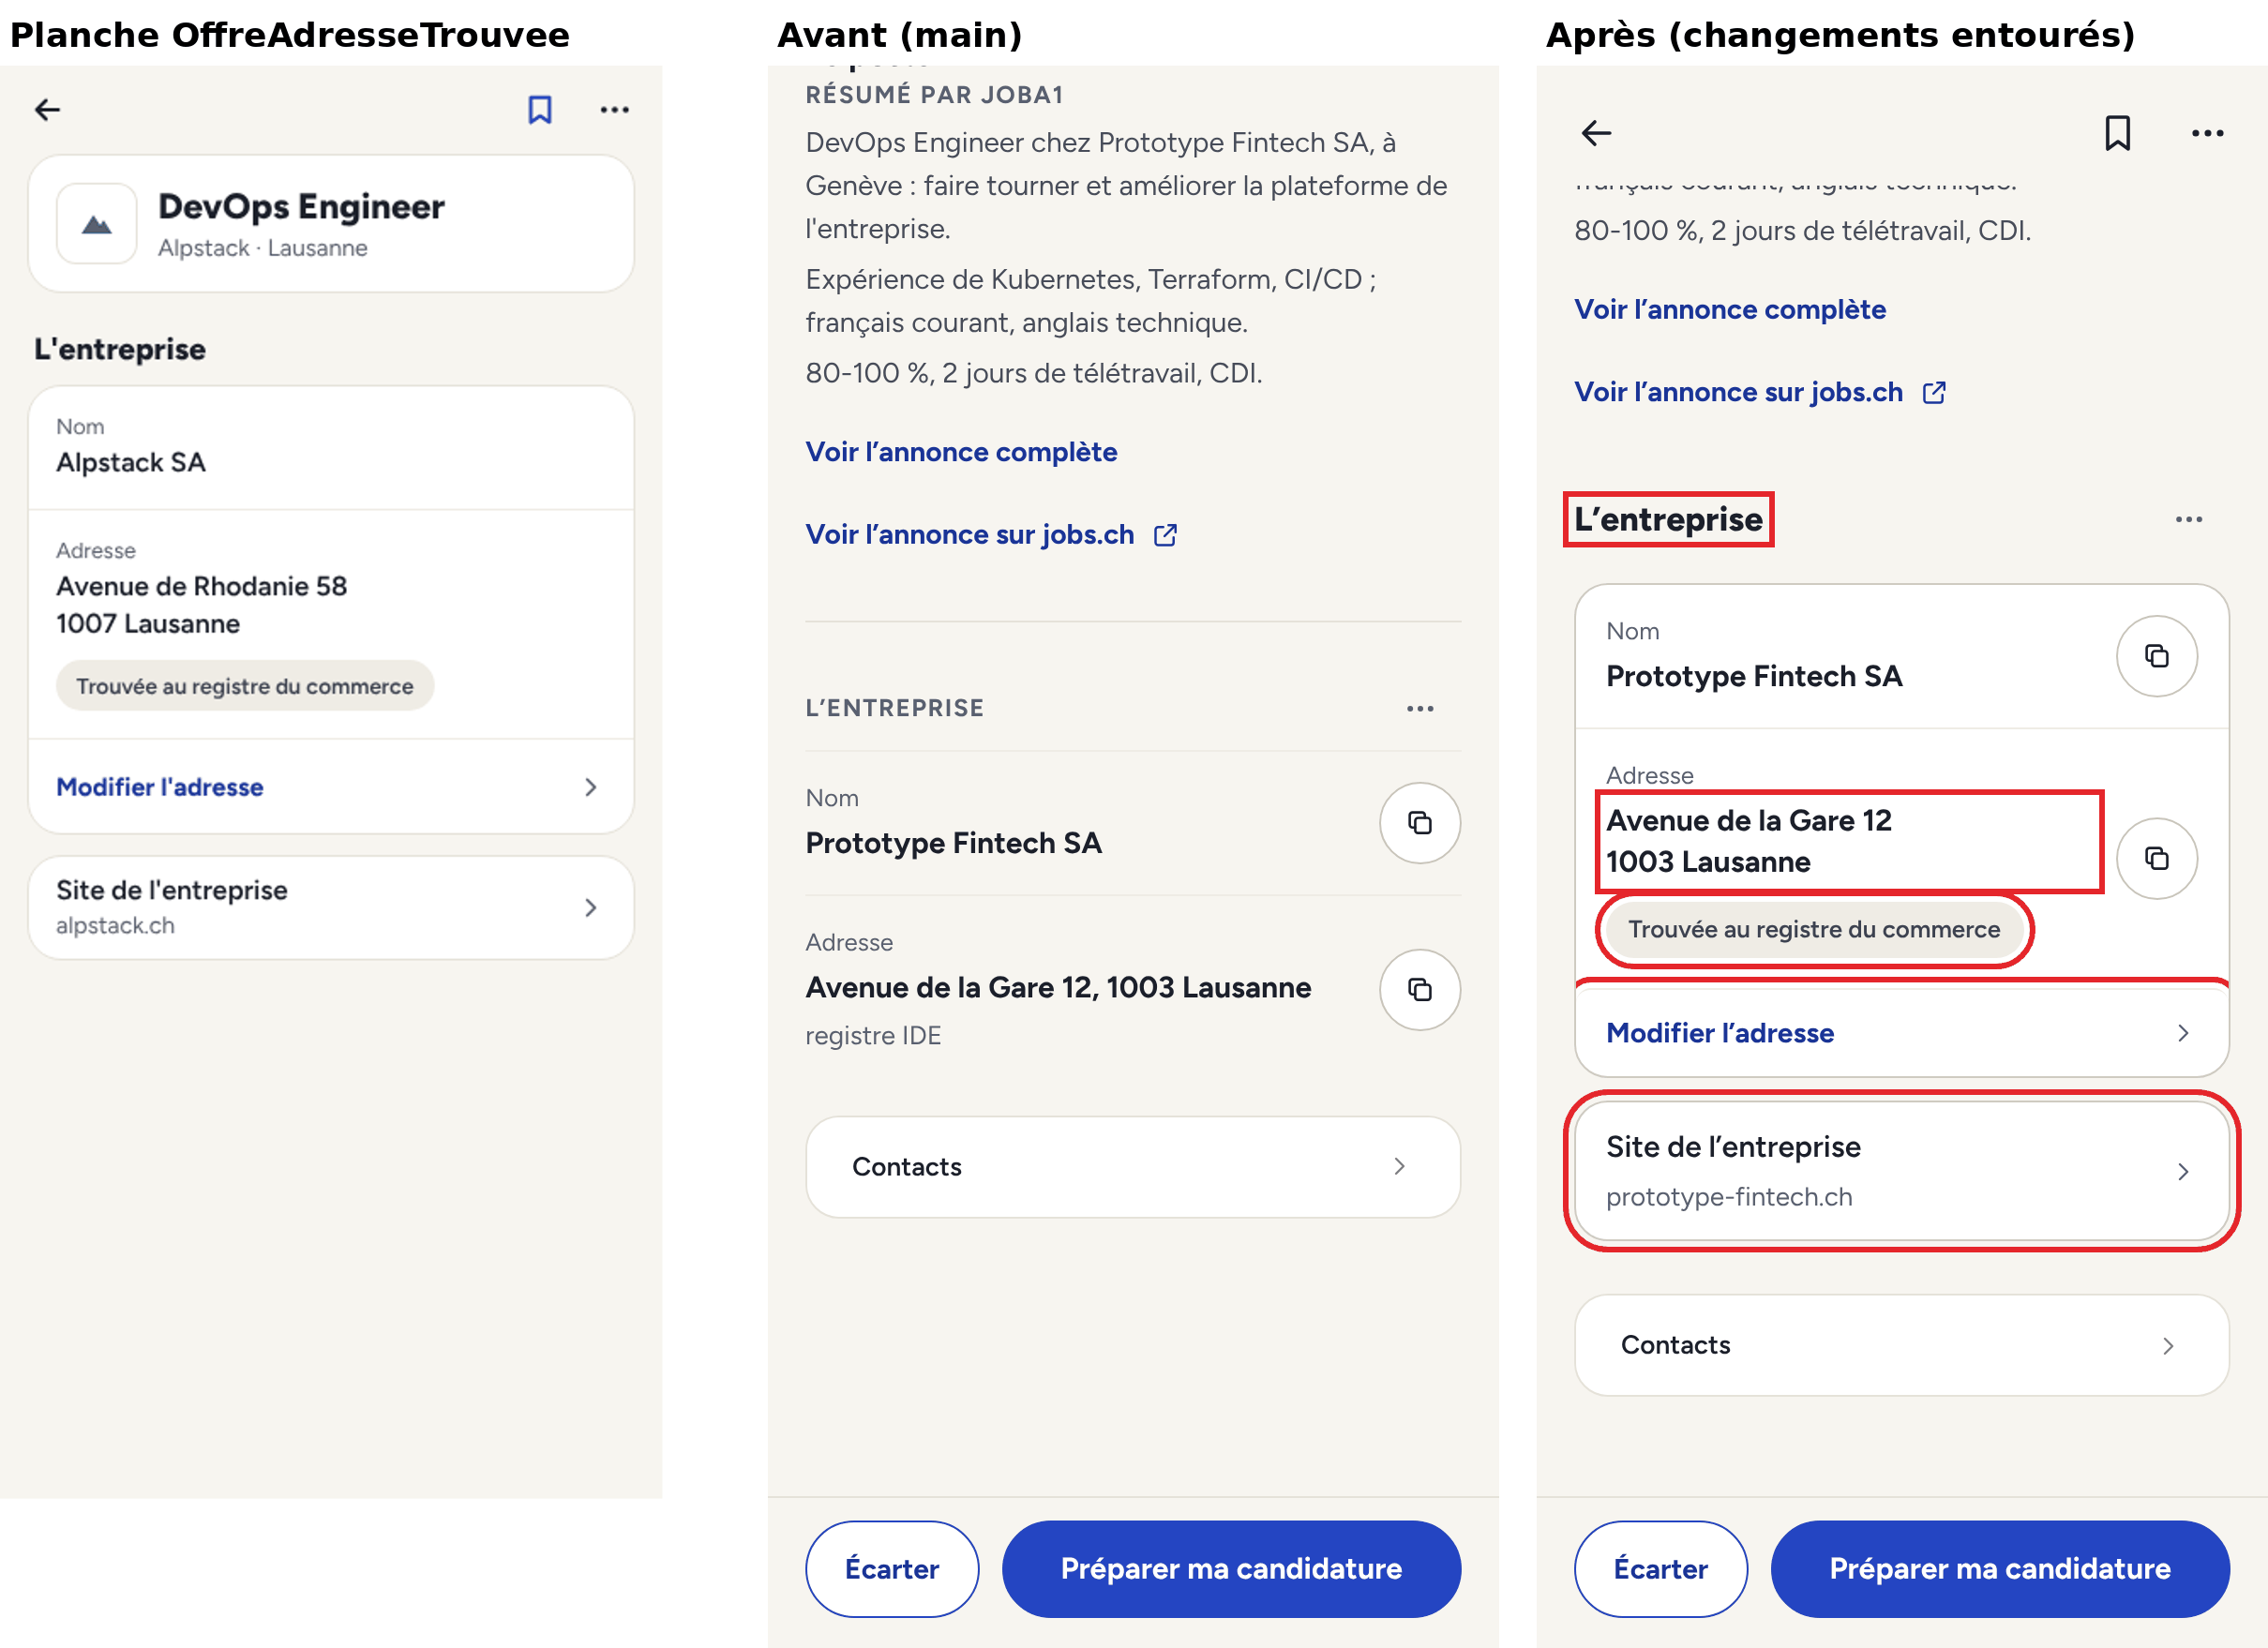 Planche OffreAdresseTrouvee
DevOps Engineer
Alpstack · Lausanne
L'entreprise
Nom
Alpstack SA
Adresse
Avenue de Rhodanie 58
1007 Lausanne
Trouvée au registre du commerce
Modifier l'adresse
Site de l'entreprise
alpstack.ch
Avant (main)
RÉSUMÉ PAR JOBA1
DevOps Engineer chez Prototype Fintech SA, à
Genève : faire tourner et améliorer la plateforme de
l'entreprise.
Expérience de Kubernetes, Terraform, CI/CD ;
français courant, anglais technique.
80-100 %, 2 jours de télétravail, CDI.
Voir l’annonce complète
Voir l’annonce sur jobs.ch
L’ENTREPRISE
Nom
Prototype Fintech SA
Adresse
Avenue de la Gare 12, 1003 Lausanne
registre IDE
Contacts
Écarter
Préparer ma candidature
Après (changements entourés)
français courant, anglais technique.
80-100 %, 2 jours de télétravail, CDI.
Voir l’annonce complète
Voir l’annonce sur jobs.ch
L’entreprise
Nom
Prototype Fintech SA
Adresse
Avenue de la Gare 12
1003 Lausanne
Trouvée au registre du commerce
Modifier l’adresse
Site de l’entreprise
prototype-fintech.ch
Contacts
Écarter
Préparer ma candidature